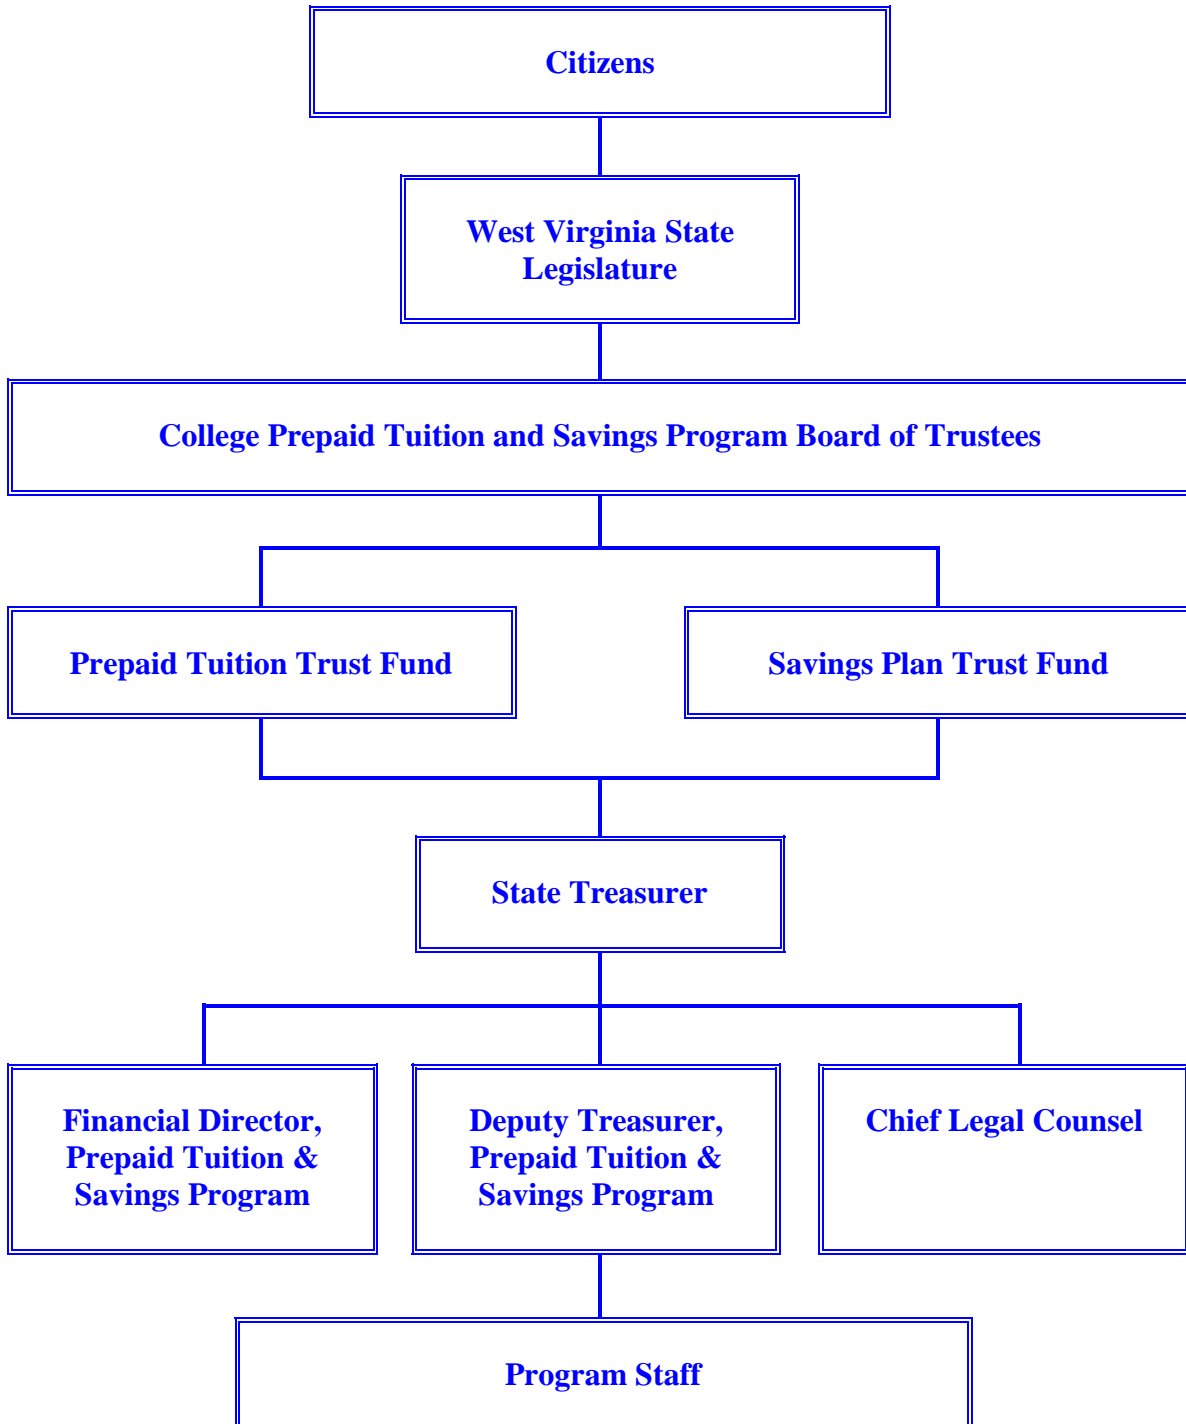 Citizens
West Virginia State
Legislature
College Prepaid Tuition and Savings Program Board of Trustees
Prepaid Tuition Trust Fund
Savings Plan Trust Fund
State Treasurer
Financial Director,
Prepaid Tuition &
Savings Program
Deputy Treasurer,
Prepaid Tuition &
Savings Program
Chief Legal Counsel
Program Staff